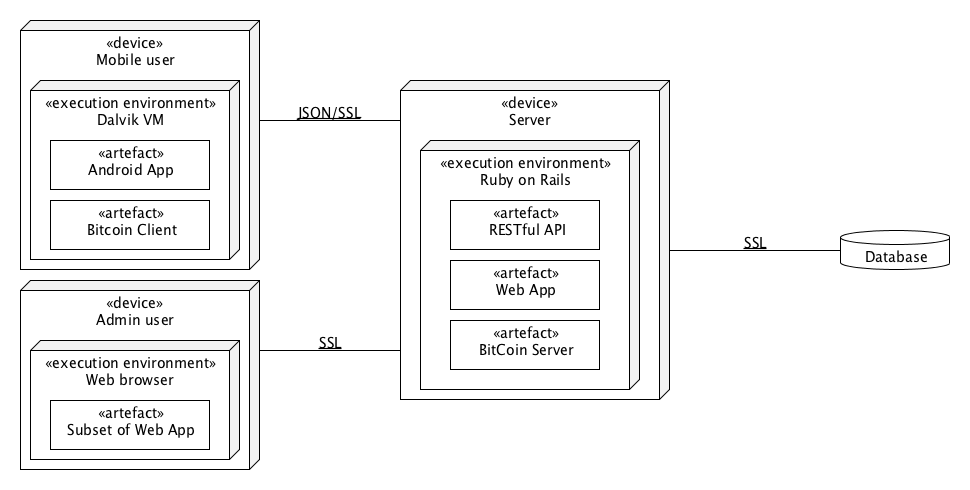 «device»
Mobile user
«execution environment»
Dalvik VM
«artefact»
Android App
«artefact»
Bitcoin Client
JSON/SSL
«device»
Admin user
«execution environment»
Web browser
«artefact»
Subset of Web App
SSL
«device»
Server
«execution environment»
Ruby on Rails
«artefact»
RESTful API
«artefact»
Web App
«artefact»
BitCoin Server
SSL
Database